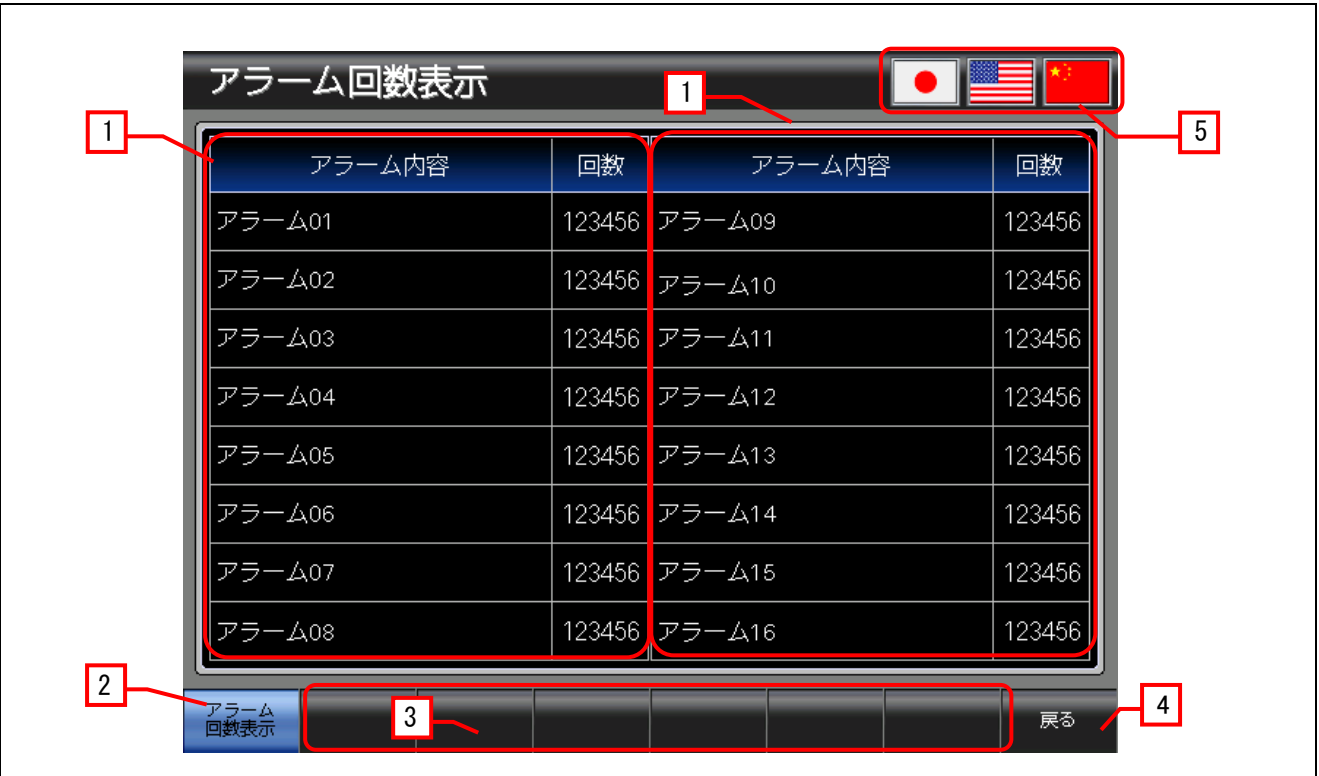 アラーム回数表示
1
1
5
アラーム内容 回数 アラーム内容 回数
アラーム01 123456 アラーム09 123456
アラーム02 123456 アラーム10 123456
アラーム03 123456 アラーム11 123456
アラーム04 123456 アラーム12 123456
アラーム05 123456 アラーム13 123456
アラーム06 123456 アラーム14 123456
アラーム07 123456 アラーム15 123456
アラーム08 123456 アラーム16 123456
2
アラーム
回数表示
3
戻る
4